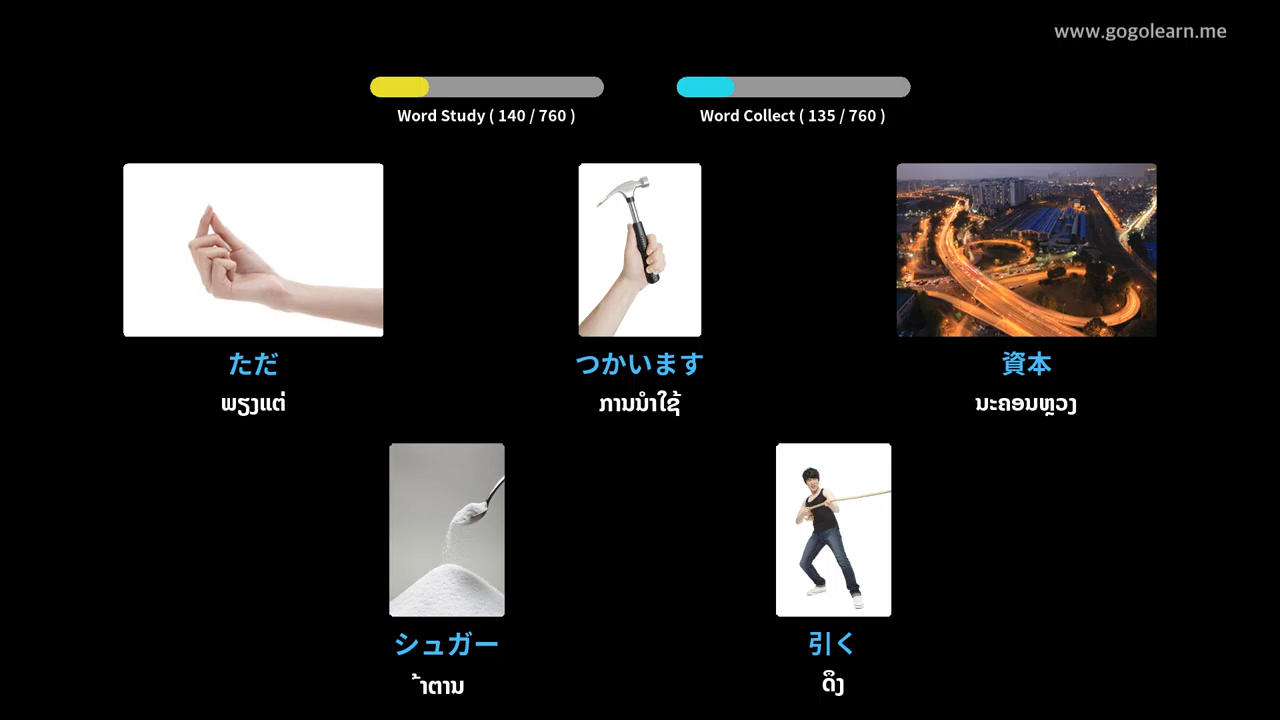 www.gogolearn.me
Word Study ( 140 / 760 )
Word Collect ( 135 / 760 )
ただ
ພຽງແຕ່
つかいます
ການນຳໃຊ້
資本
ນະຄອນຫຼວງ
シュガー
້ຳຕານ
引く
ດຶງ